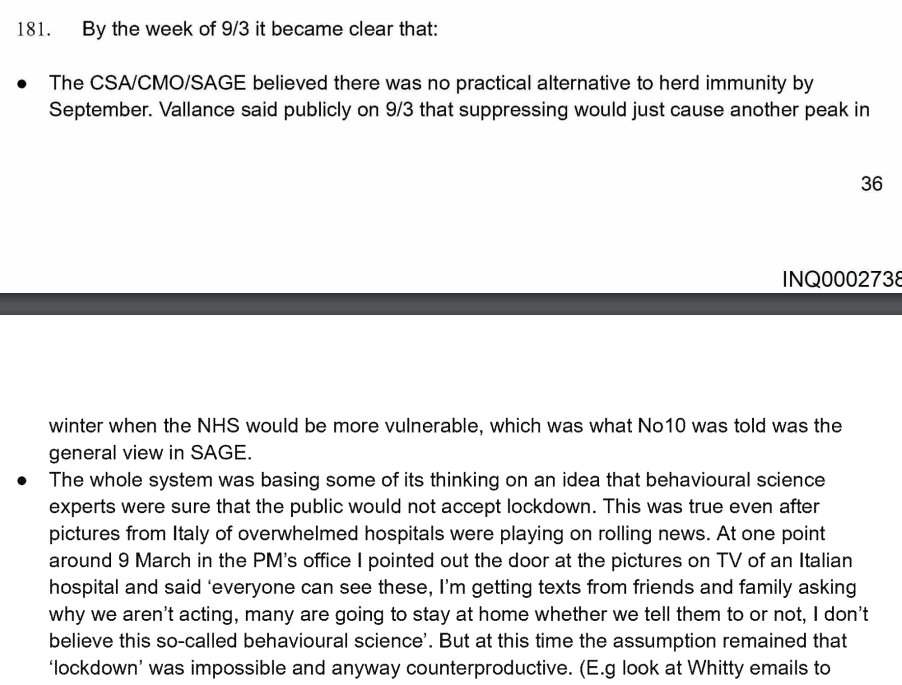 181. By the week of 9/3 it became clear that:
● The CSA/CMO/SAGE believed there was no practical alternative to herd immunity by
September. Vallance said publicly on 9/3 that suppressing would just cause another peak in
36
INQ0002738
winter when the NHS would be more vulnerable, which was what No10 was told was the
general view in SAGE.
● The whole system was basing some of its thinking on an idea that behavioural science
experts were sure that the public would not accept lockdown. This was true even after
pictures from Italy of overwhelmed hospitals were playing on rolling news. At one point
around 9 March in the PM’s office I pointed out the door at the pictures on TV of an Italian
hospital and said ‘everyone can see these, I’m getting texts from friends and family asking
why we aren’t acting, many are going to stay at home whether we tell them to or not, I don’t
believe this so-called behavioural science’. But at this time the assumption remained that
‘lockdown’ was impossible and anyway counterproductive. (E.g look at Whitty emails to